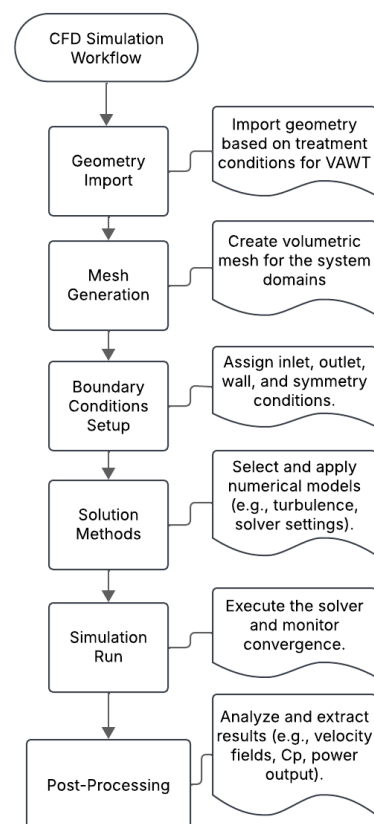 CFD Simulation
Workflow
Geometry
Import
Import geometry
based on treatment
conditions for VAWT
Mesh
Generation
Create volumetric
mesh for the system
domains
Boundary
Conditions
Setup
Assign inlet, outlet,
wall, and symmetry
conditions.
Solution
Methods
Select and apply
numerical models
(e.g., turbulence,
solver settings).
Simulation
Run
Execute the solver
and monitor
convergence.
Post-Processing
Analyze and extract
results (e.g., velocity
fields, Cp, power
output).